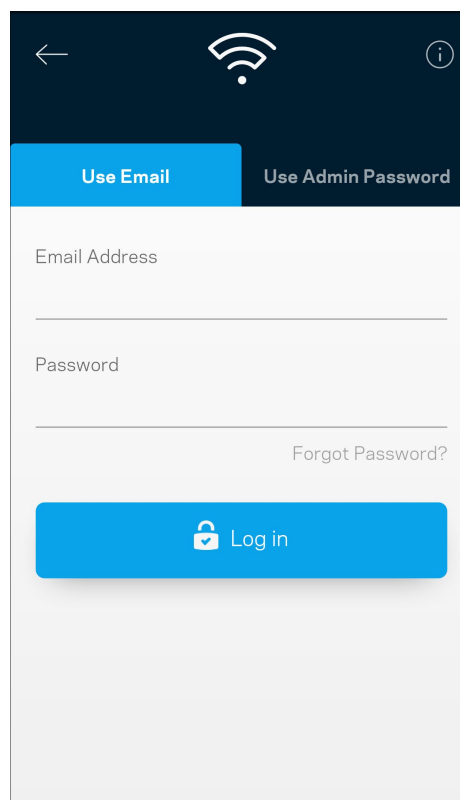 Use Email
Use Admin Password
Email Address
Password
Forgot Password?
Log in